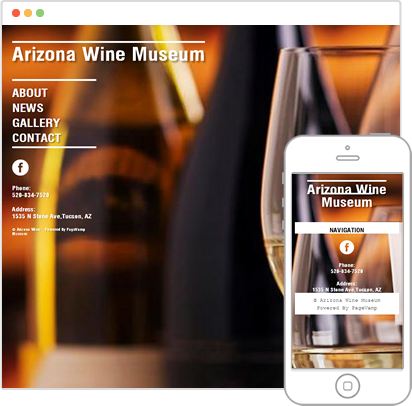 Arizona Wine Museum
ABOUT
NEWS
GALLERY
CONTACT
f
Phone:
520-834-7520
Address:
1535 N Stone Ave,Tucson, AZ
© Arizona Wine Powered By PageVamp
Museum
Arizona Wine
Museum
NAVIGATION
f
Phone:
520-834-7520
Address:
1535 N Stone Ave,Tucson, AZ
© Arizona Wine Museum
Powered By PageVamp